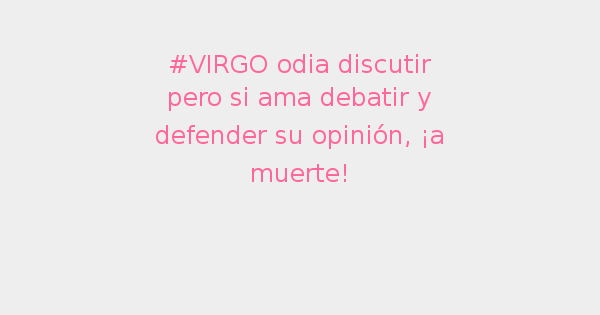 #VIRGO odia discutir
pero si ama debatir y
defender su opinión, ¡a
muerte!